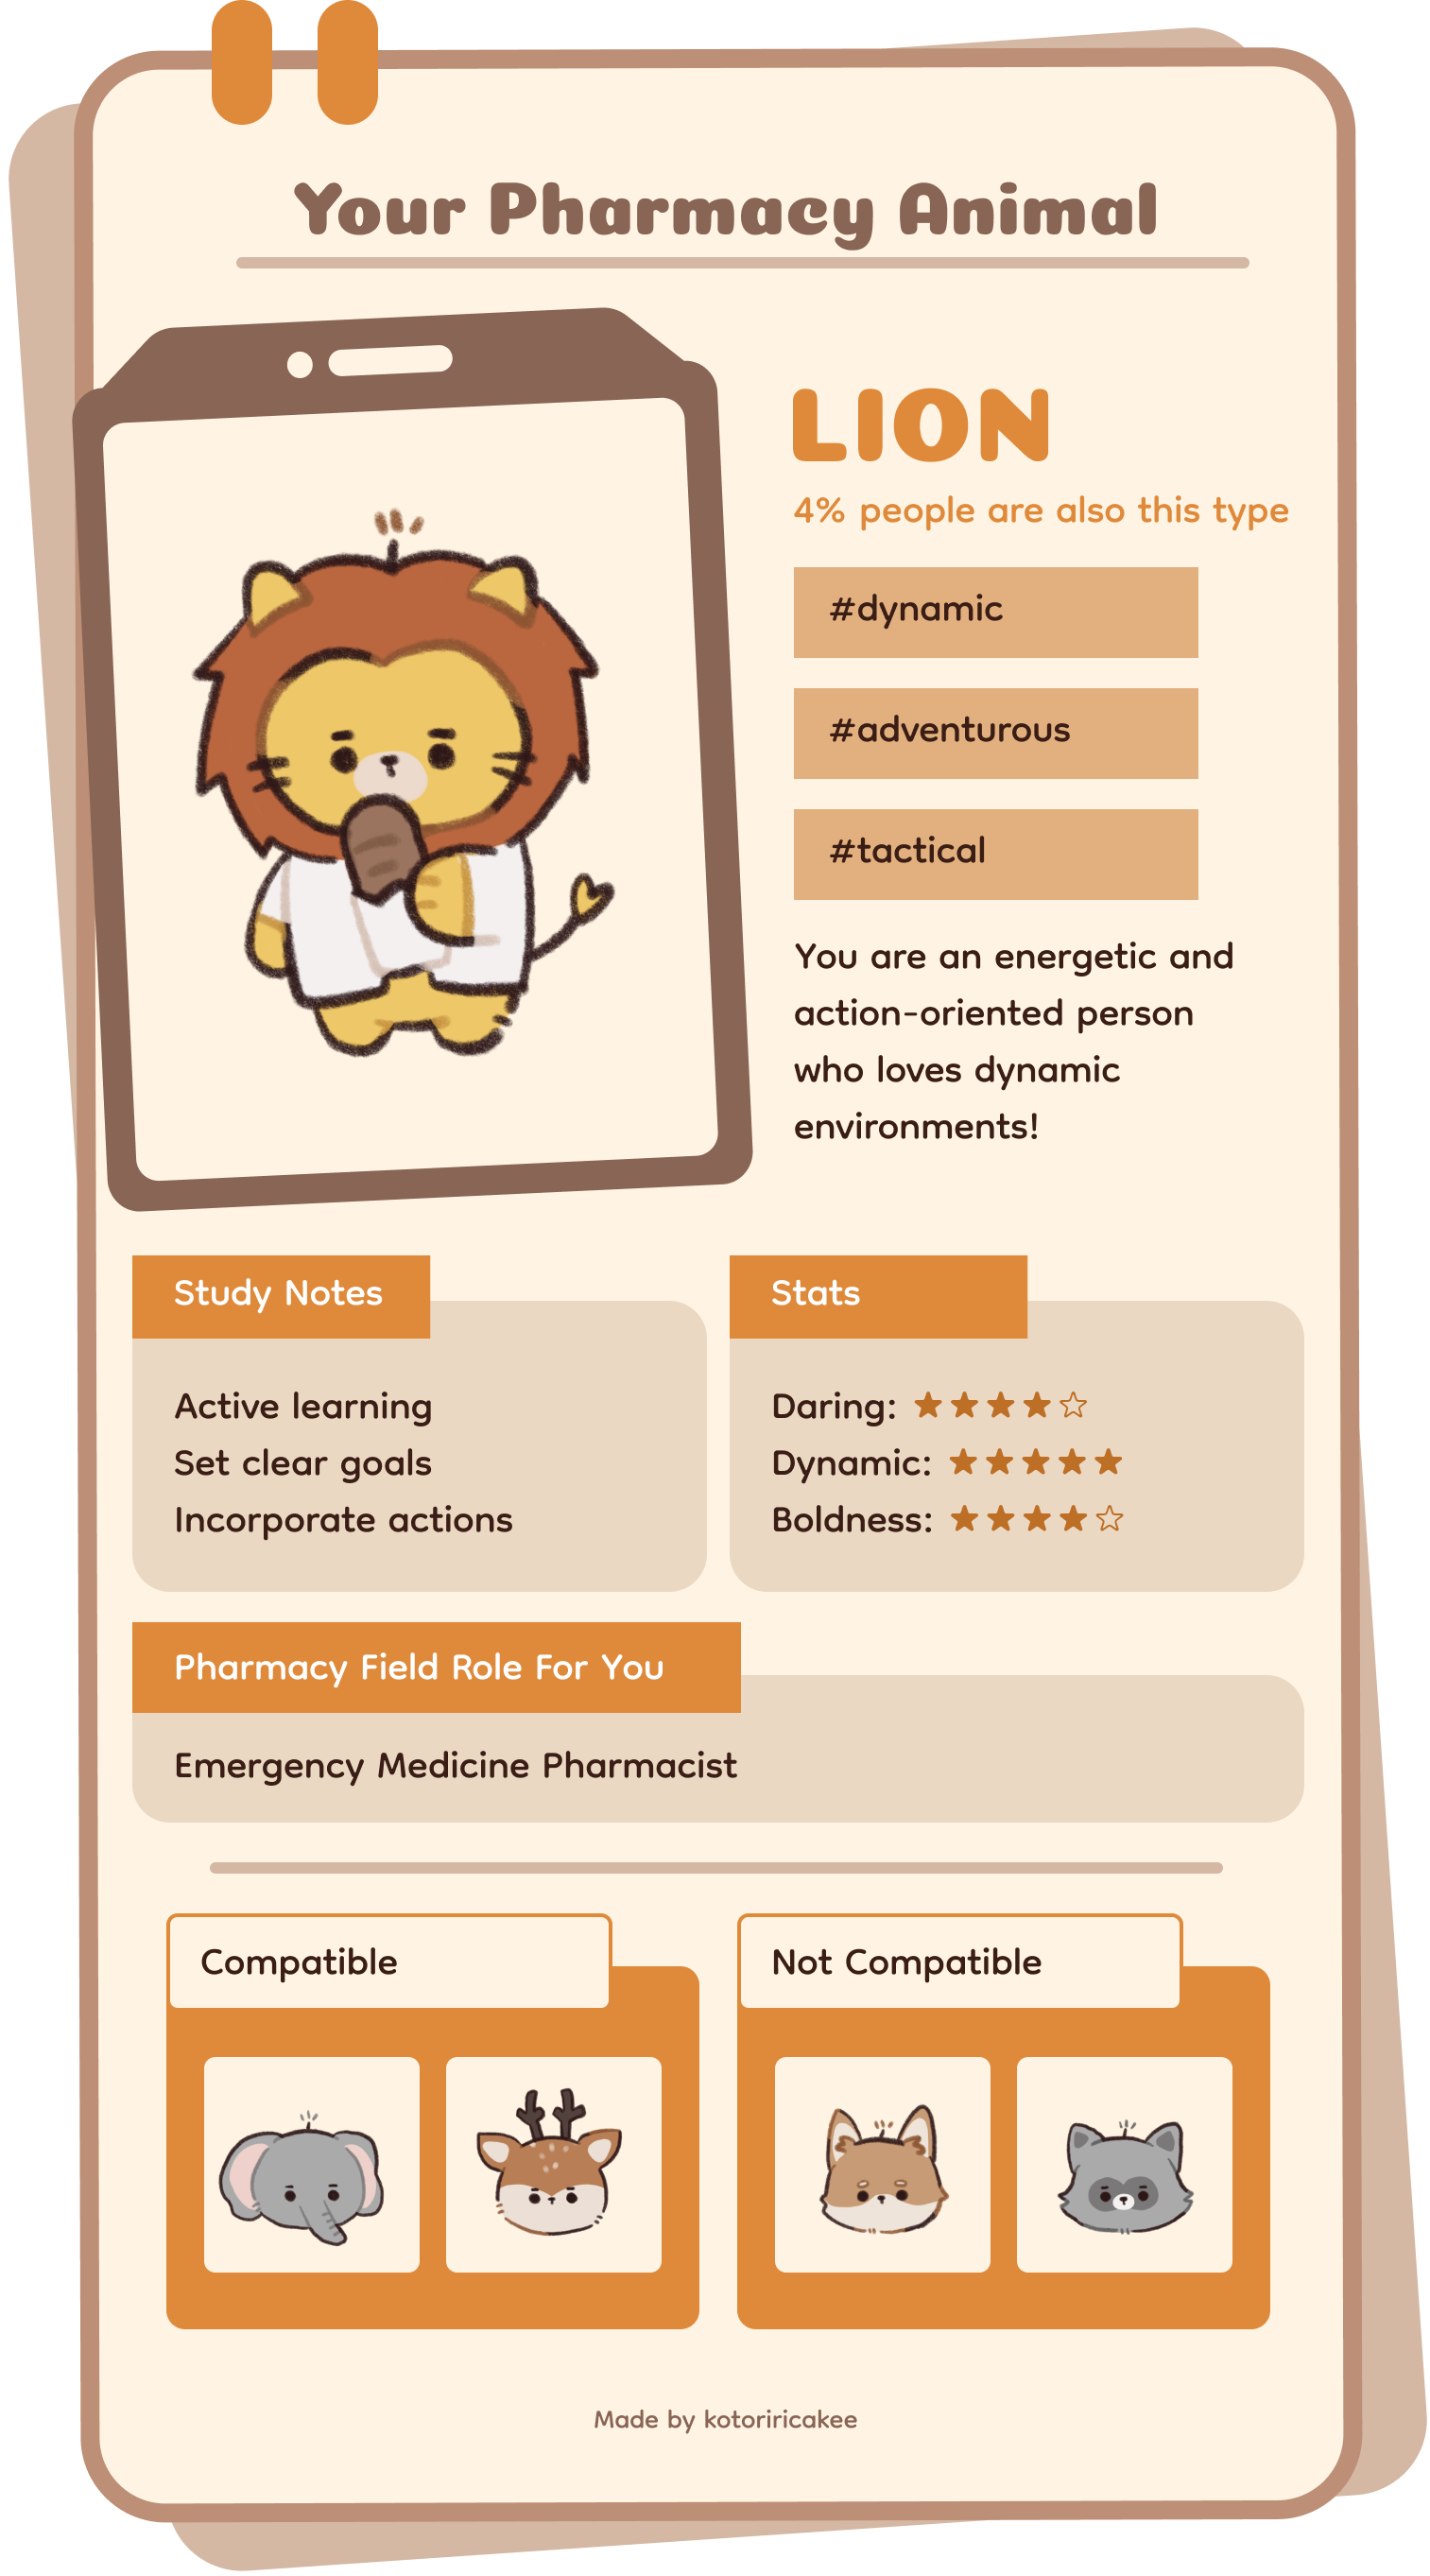 Your Pharmacy Animal
LION
4% people are also this type
#dynamic
#adventurous
#tactical
You are an energetic and
action-oriented person
who loves dynamic
environments!
Study Notes
Active learning
Set clear goals
Incorporate actions
Stats
Daring: ★★★★☆
Dynamic: ★★★★★
Boldness: ★★★★☆
Pharmacy Field Role For You
Emergency Medicine Pharmacist
Compatible
Not Compatible
Made by kotoriricakee